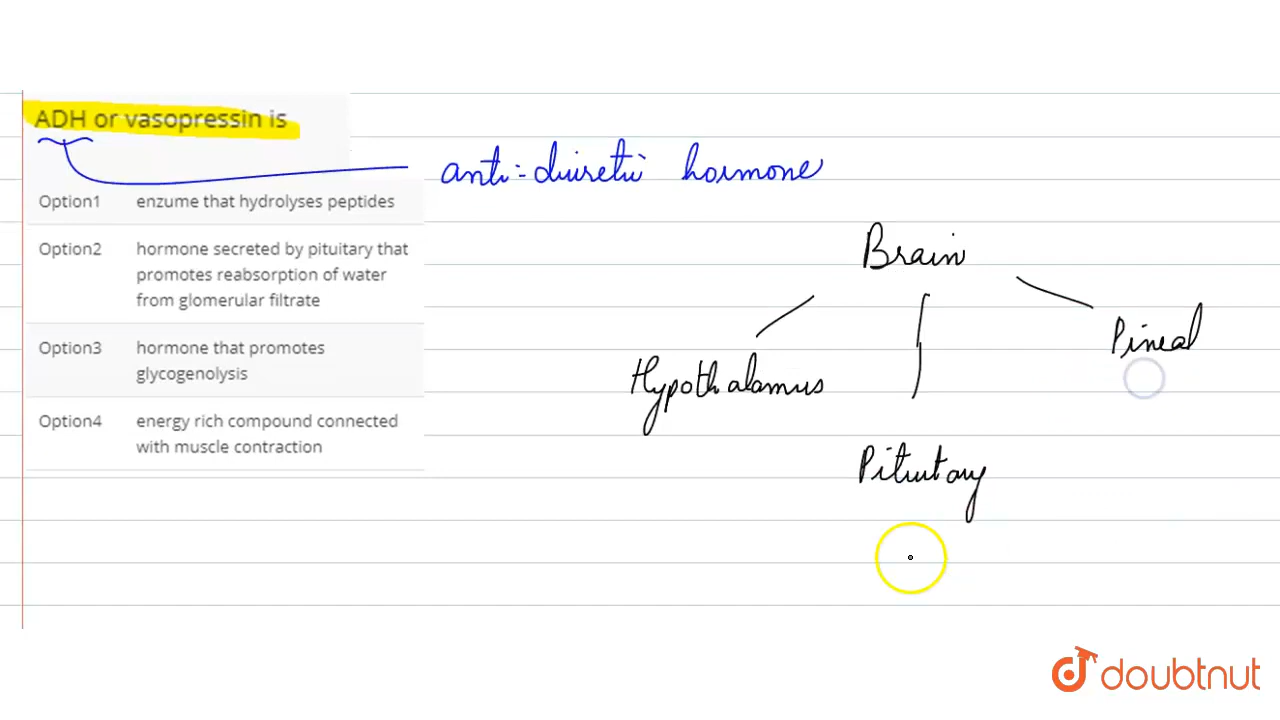 ADH or vasopressin is
anti-diuretic hormone
Option1 enzume that hydrolyses peptides
Option2 hormone secreted by pituitary that
promotes reabsorption of water
from glomerular filtrate
Option3 hormone that promotes
glycogenolysis
Option4 energy rich compound connected
with muscle contraction
Brain
Hypothalamus
Pineal
Pituitary
doubtnut